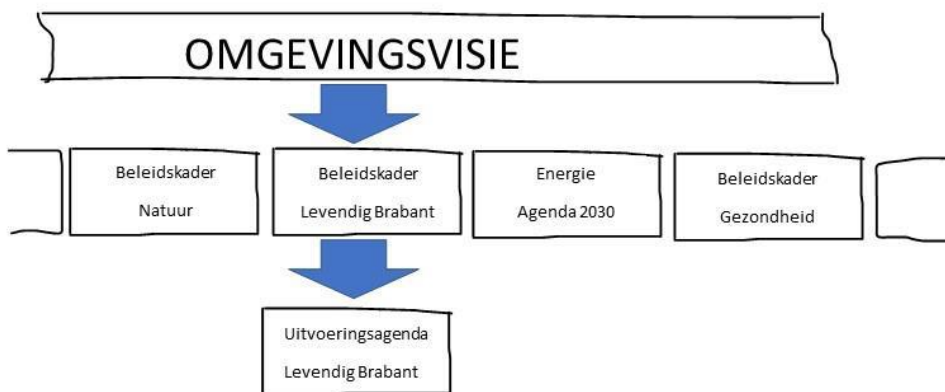 OMGEVINGSVISIE
Beleidskader
Natuur
Beleidskader
Levendig Brabant
Energie
Agenda 2030
Beleidskader
Gezondheid
Uitvoeringsagenda
Levendig Brabant